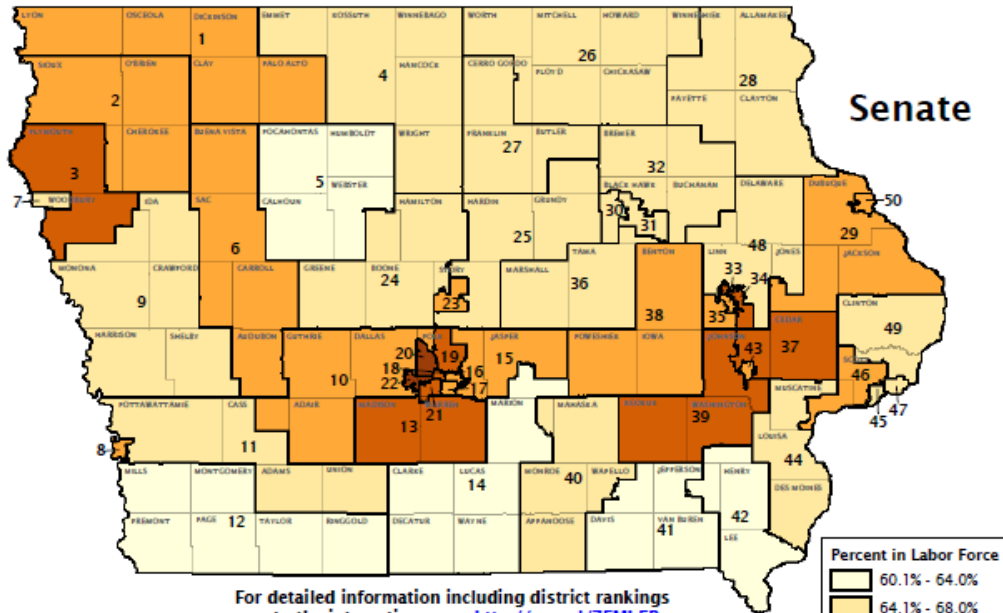 LYON OSCEOLA DICKINSON EMMET KOSSUTH WINNEBAGO WORTH MITCHELL HOWARD WINNESHIEK ALLAMAKEE
1
26
SIOUX O'BRIEN CLAY PALO ALTO HANCOCK CERRO GORDO FLOYD CHICKASAW
4
28
2
FAYETTE CLAYTON
Senate
PLYMOUTH CHEROKEE BUENA VISTA POCAHONTAS HUMBOLDT WRIGHT FRANKLIN BUTLER BREMER
27
32
3
5
WEBSTER BLACK HAWK BUCHANAN DELAWARE DUBUQUE
7 WOODBURY IDA SAC CALHOUN HAMILTON HARDIN GRUNDY
30 31
50
25
29
6
48
TAMA BENTON LINN JONES JACKSON
MONONA CRAWFORD CARROLL GREENE BOONE STORY MARSHALL
33 34
24
36
9
23
CLINTON
35
38
49
HARRISON SHELBY AUDUBON GUTHRIE DALLAS POLK JASPER POWESHIEK IOWA JOHNSON CEDAR
20 19 15
43 37
SCOTT
18 16
46
10
22 17
MUSCATINE
47
45
POTTAWATTAMIE CASS ADAIR MADISON WARREN MARION MAHASKA KEOKUK WASHINGTON
21
13
39
LOUISA
8
11
44
MILLS MONTGOMERY ADAMS UNION CLARKE LUCAS MONROE WAPELLO JEFFERSON HENRY
40
14
DES MOINES
FREMONT PAGE TAYLOR RINGGOLD DECATUR WAYNE APPANOOSE DAVIS VAN BUREN
12
42
41
LEE
Percent in Labor Force
60.1% - 64.0%
For detailed information including district rankings
64.1% - 68.0%